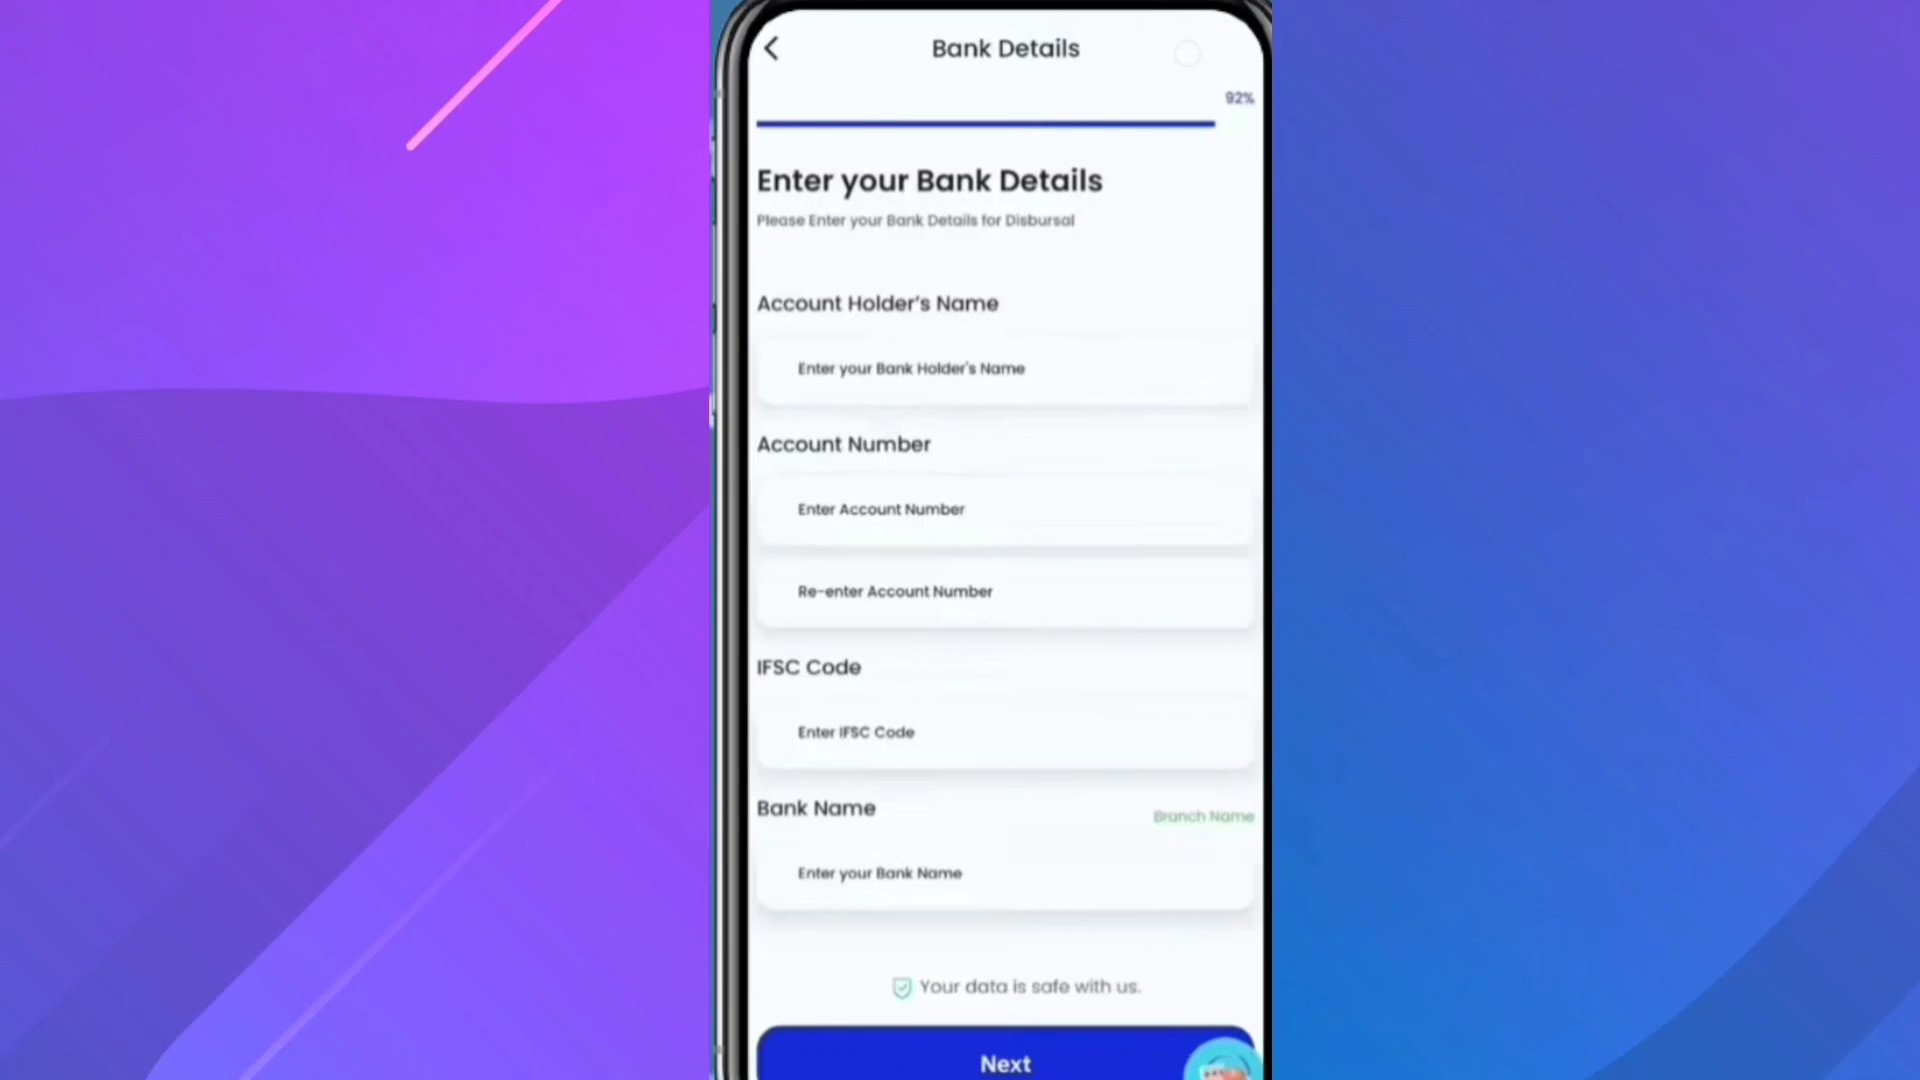 Bank Details
92%
Enter your Bank Details
Please Enter your Bank Details for Disbursal
Account Holder's Name
Enter your Bank Holder's Name
Account Number
Enter Account Number
Re-enter Account Number
IFSC Code
Enter IFSC Code
Bank Name
Branch Name
Enter your Bank Name
Your data is safe with us.
Next